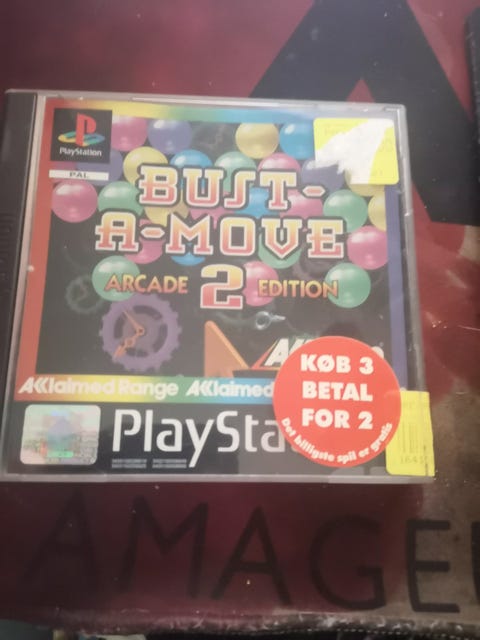 PlayStation
PAL
BUST-
A-MOVE
ARCADE 2 EDITION
AKKlaimed Range AKKlaimed
PlaySta
KØB 3
BETAL
FOR 2
Det billigste spil er gratis
AMAGE